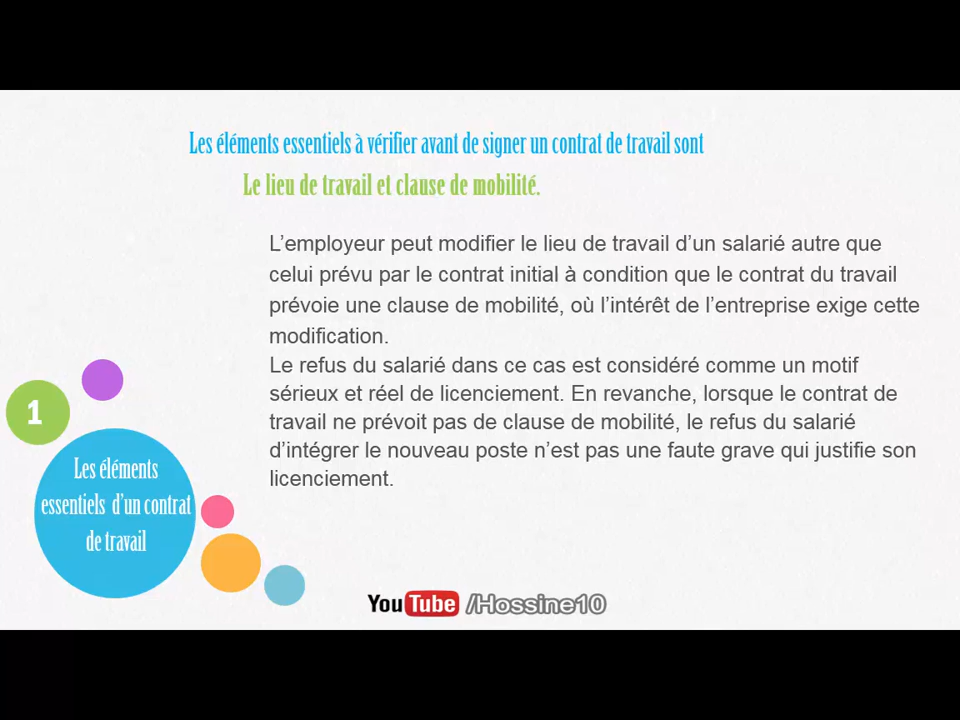 Les éléments essentiels à vérifier avant de signer un contrat de travail sont
Le lieu de travail et clause de mobilité.
L’employeur peut modifier le lieu de travail d’un salarié autre que
celui prévu par le contrat initial à condition que le contrat du travail
prévoie une clause de mobilité, où l’intérêt de l’entreprise exige cette
modification.
Le refus du salarié dans ce cas est considéré comme un motif
sérieux et réel de licenciement. En revanche, lorsque le contrat de
travail ne prévoit pas de clause de mobilité, le refus du salarié
d’intégrer le nouveau poste n’est pas une faute grave qui justifie son
licenciement.
1
Les éléments
essentiels d’un contrat
de travail
YouTube /Hossine10